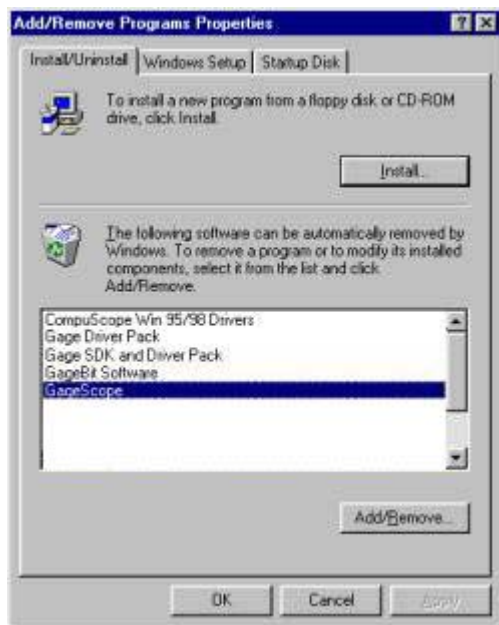 Add/Remove Programs Properties
Install/Uninstall Windows Setup Startup Disk
To install a new program from a floppy disk or CD-ROM
drive, click Install.
Install...
The following software can be automatically removed by
Windows. To remove a program or to modify its installed
components, select it from the list and click
Add/Remove.
CompuScope Win 95/98 Drivers
Gage Driver Pack
Gage SDK and Driver Pack
GageBit Software
GageScope
Add/Remove...
OK Cancel Apply